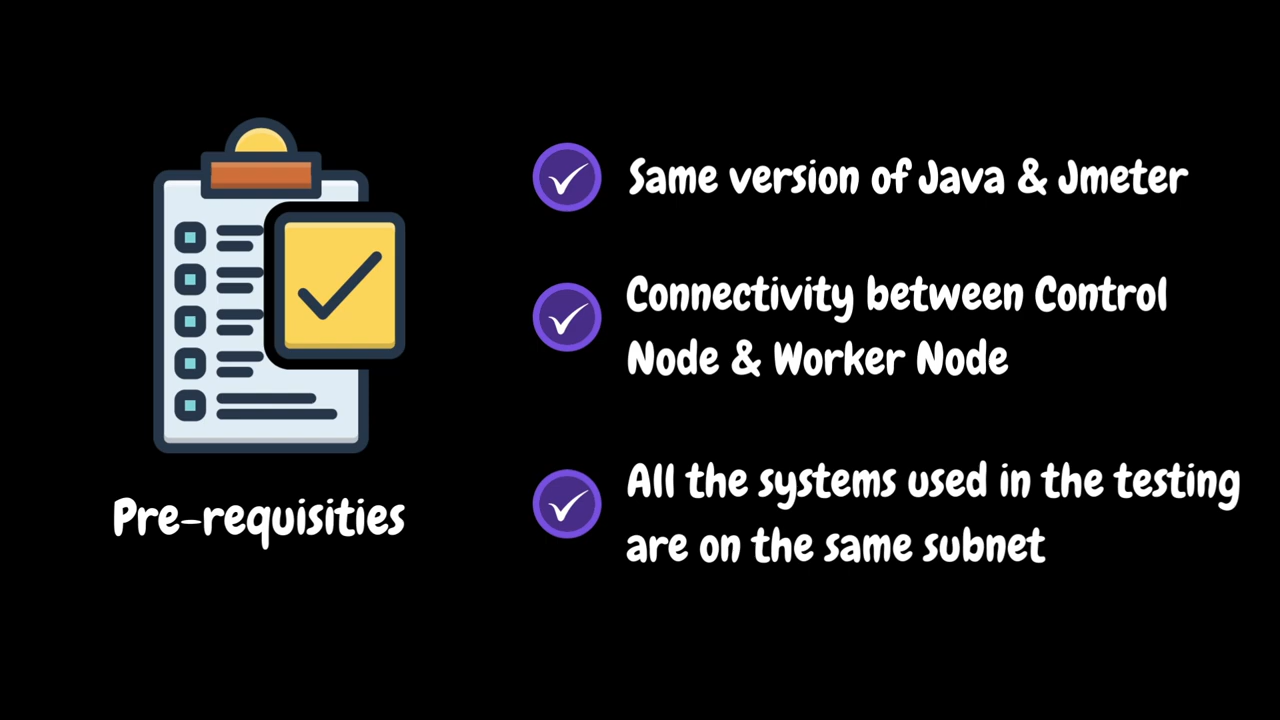 Pre-requisities
Same version of Java & Jmeter
Connectivity between Control
Node & Worker Node
All the systems used in the testing
are on the same subnet